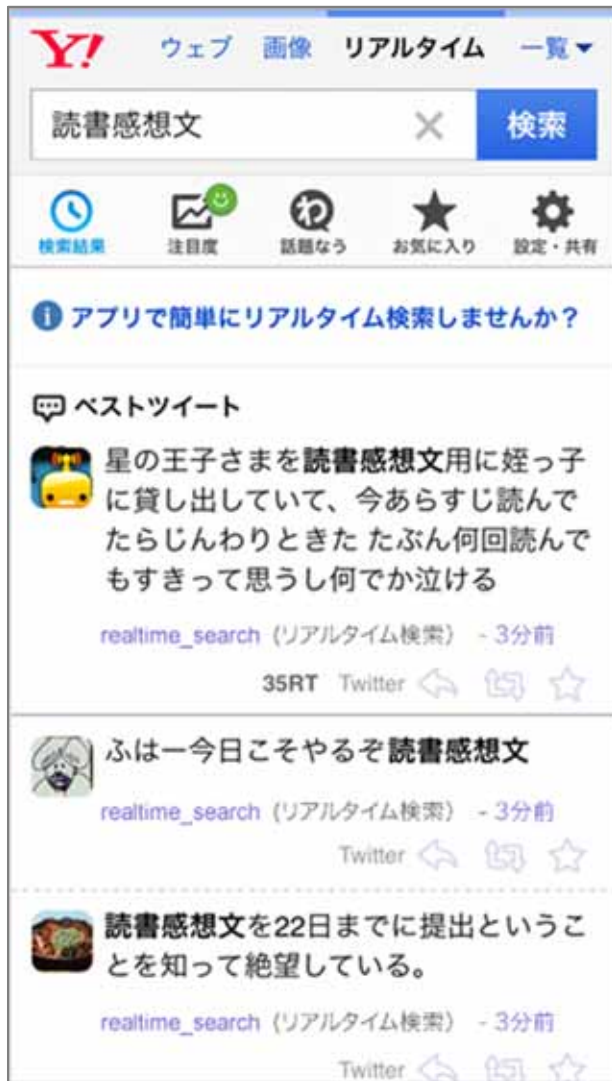 Y! ウェブ 画像 リアルタイム 一覧▼
読書感想文 × 検索
検索結果 注目度 わ 話題なう お気に入り 設定・共有
i アプリで簡単にリアルタイム検索しませんか？
ベストツイート
星の王子さまを読書感想文用に姪っ子
に貸し出していて、今あらすじ読んで
たらじんわりときた たぶん何回読んで
もすきって思うし何でか泣ける
realtime_search (リアルタイム検索) - 3分前
35RT Twitter
ふはー今日こそやるぞ読書感想文
realtime_search (リアルタイム検索) - 3分前
Twitter
読書感想文を22日までに提出というこ
とを知って絶望している。
realtime_search (リアルタイム検索) - 3分前
Twitter